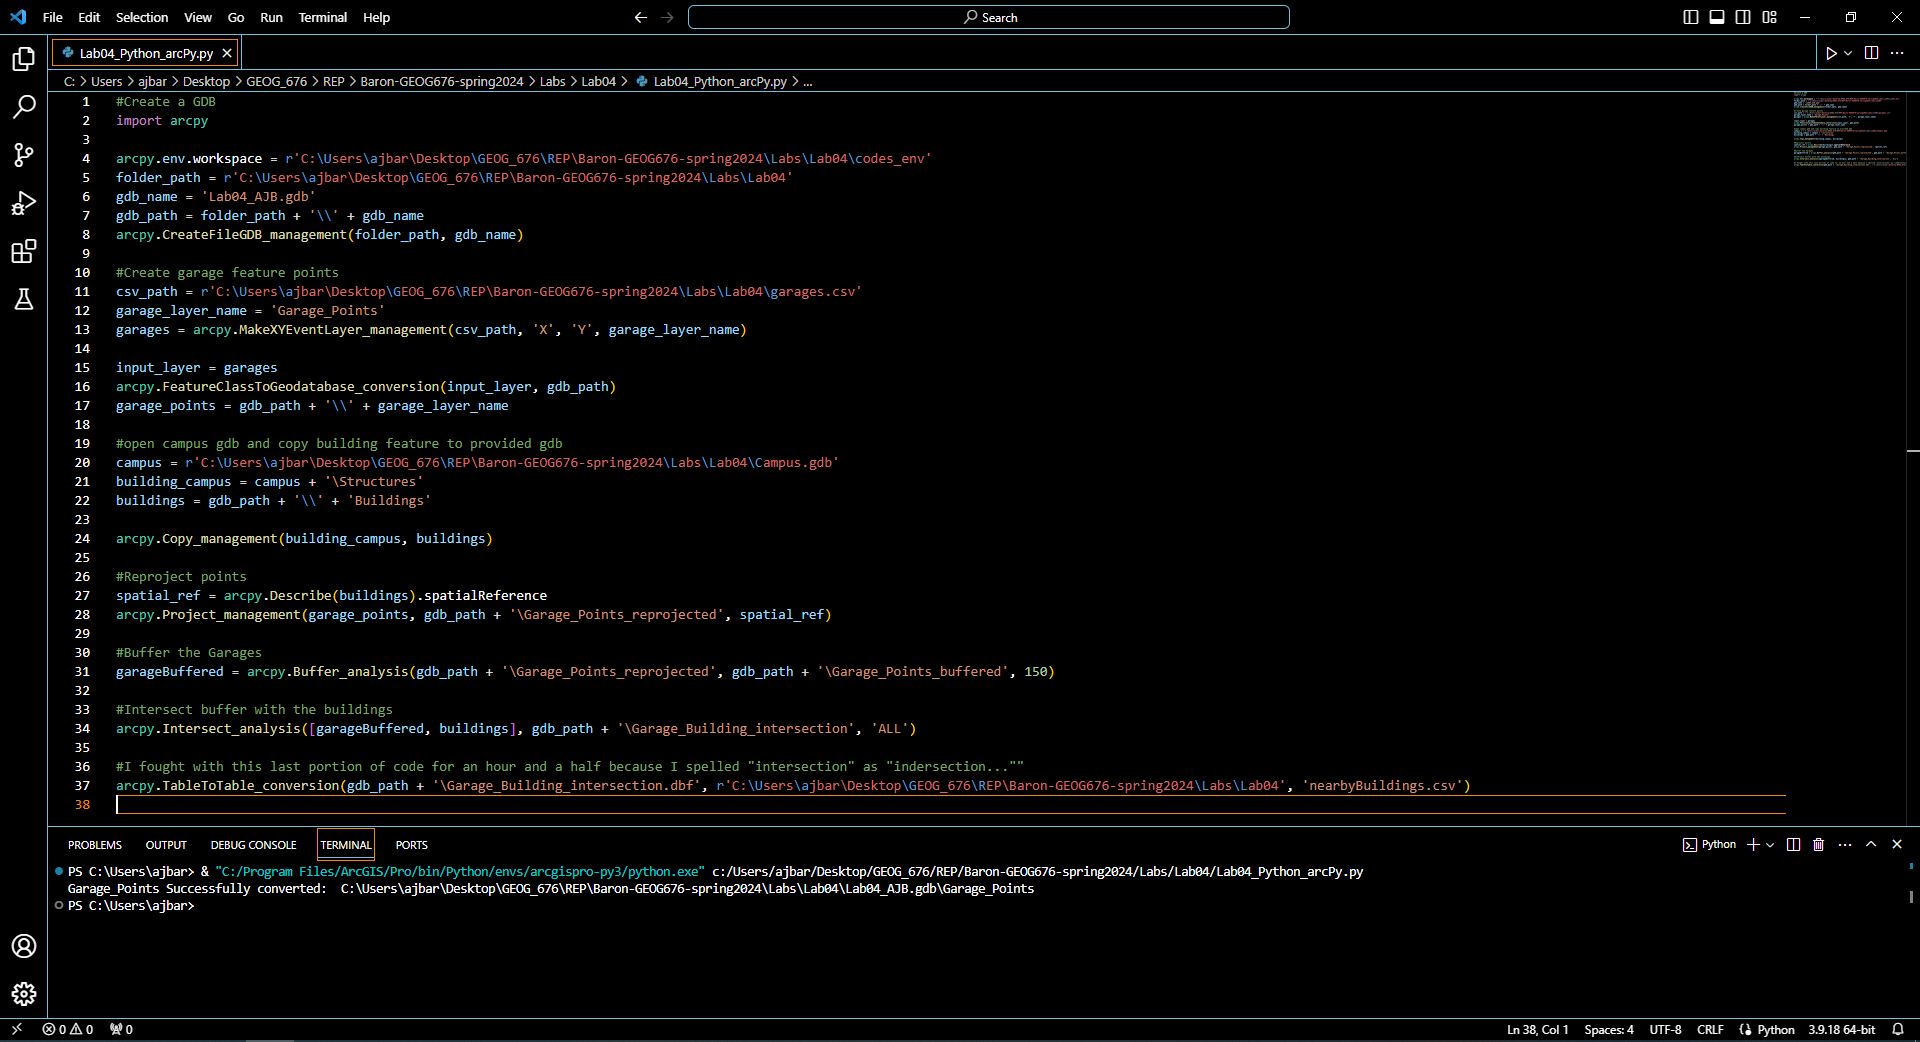 File Edit Selection View Go Run Terminal Help
Search
Lab04_Python_arcPy.py
C: > Users > ajbar > Desktop > GEOG_676 > REP > Baron-GEOG676-spring2024 > Labs > Lab04 > Lab04_Python_arcPy.py > ...
1 #Create a GDB
2 import arcpy
3
4 arcpy.env.workspace = r'C:\Users\ajbar\Desktop\GEOG_676\REP\Baron-GEOG676-spring2024\Labs\Lab04\codes_env'
5 folder_path = r'C:\Users\ajbar\Desktop\GEOG_676\REP\Baron-GEOG676-spring2024\Labs\Lab04'
6 gdb_name = 'Lab04_AJB.gdb'
7 gdb_path = folder_path + '\\' + gdb_name
8 arcpy.CreateFileGDB_management(folder_path, gdb_name)
9
10 #Create garage feature points
11 csv_path = r'C:\Users\ajbar\Desktop\GEOG_676\REP\Baron-GEOG676-spring2024\Labs\Lab04\garages.csv'
12 garage_layer_name = 'Garage_Points'
13 garages = arcpy.MakeXYEventLayer_management(csv_path, 'X', 'Y', garage_layer_name)
14
15 input_layer = garages
16 arcpy.FeatureClassToGeodatabase_conversion(input_layer, gdb_path)
17 garage_points = gdb_path + '\\' + garage_layer_name
18
19 #open campus gdb and copy building feature to provided gdb
20 campus = r'C:\Users\ajbar\Desktop\GEOG_676\REP\Baron-GEOG676-spring2024\Labs\Lab04\Campus.gdb'
21 building_campus = campus + '\Structures'
22 buildings = gdb_path + '\\' + 'Buildings'
23
24 arcpy.Copy_management(building_campus, buildings)
25
26 #Reproject points
27 spatial_ref = arcpy.Describe(buildings).spatialReference
28 arcpy.Project_management(garage_points, gdb_path + '\Garage_Points_reprojected', spatial_ref)
29
30 #Buffer the Garages
31 garageBuffered = arcpy.Buffer_analysis(gdb_path + '\Garage_Points_reprojected', gdb_path + '\Garage_Points_buffered', 150)
32
33 #Intersect buffer with the buildings
34 arcpy.Intersect_analysis([garageBuffered, buildings], gdb_path + '\Garage_Building_intersection', 'ALL')
35
36 #I fought with this last portion of code for an hour and a half because I spelled "intersection" as "indersection...""
37 arcpy.TableToTable_conversion(gdb_path + '\Garage_Building_intersection.dbf', r'C:\Users\ajbar\Desktop\GEOG_676\REP\Baron-GEOG676-spring2024\Labs\Lab04', 'nearbyBuildings.csv')
38
PROBLEMS OUTPUT DEBUG CONSOLE TERMINAL PORTS
Python
PS C:\Users\ajbar> & "C:/Program Files/ArcGIS/Pro/bin/Python/envs/arcgispro-py3/python.exe" c:/Users/ajbar/Desktop/GEOG_676/REP/Baron-GEOG676-spring2024/Labs/Lab04/Lab04_Python_arcPy.py
Garage_Points Successfully converted:  C:\Users\ajbar\Desktop\GEOG_676\REP\Baron-GEOG676-spring2024\Labs\Lab04\Lab04_AJB.gdb\Garage_Points
PS C:\Users\ajbar>
0 0 0 Ln 38, Col 1 Spaces: 4 UTF-8 CRLF Python 3.9.18 64-bit